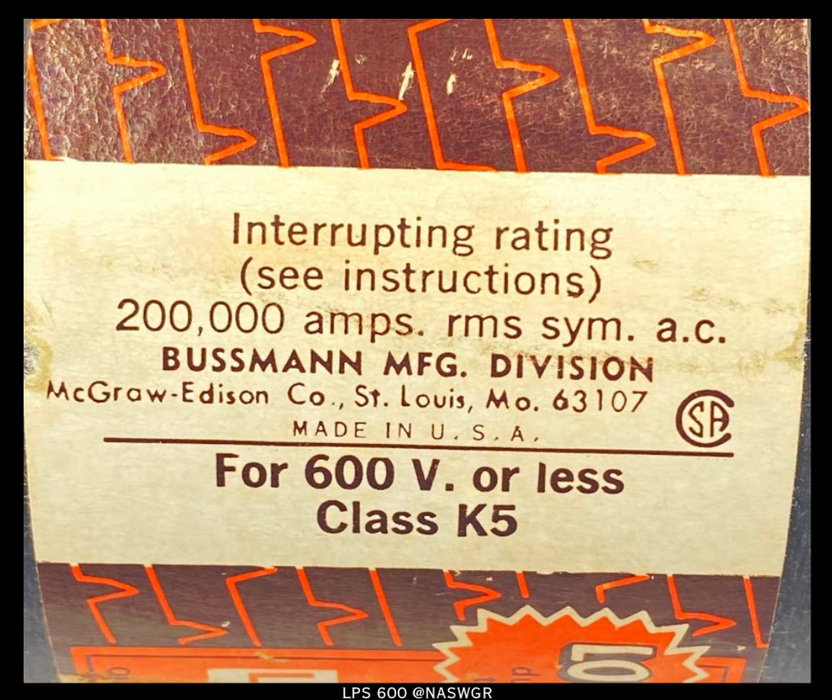 Interrupting rating
(see instructions)
200,000 amps. rms sym. a.c.
BUSSMANN MFG. DIVISION
McGraw-Edison Co., St. Louis, Mo. 63107
MADE IN U.S.A.
CSA
For 600 V. or less
Class K5
LPS 600 @NASWGR